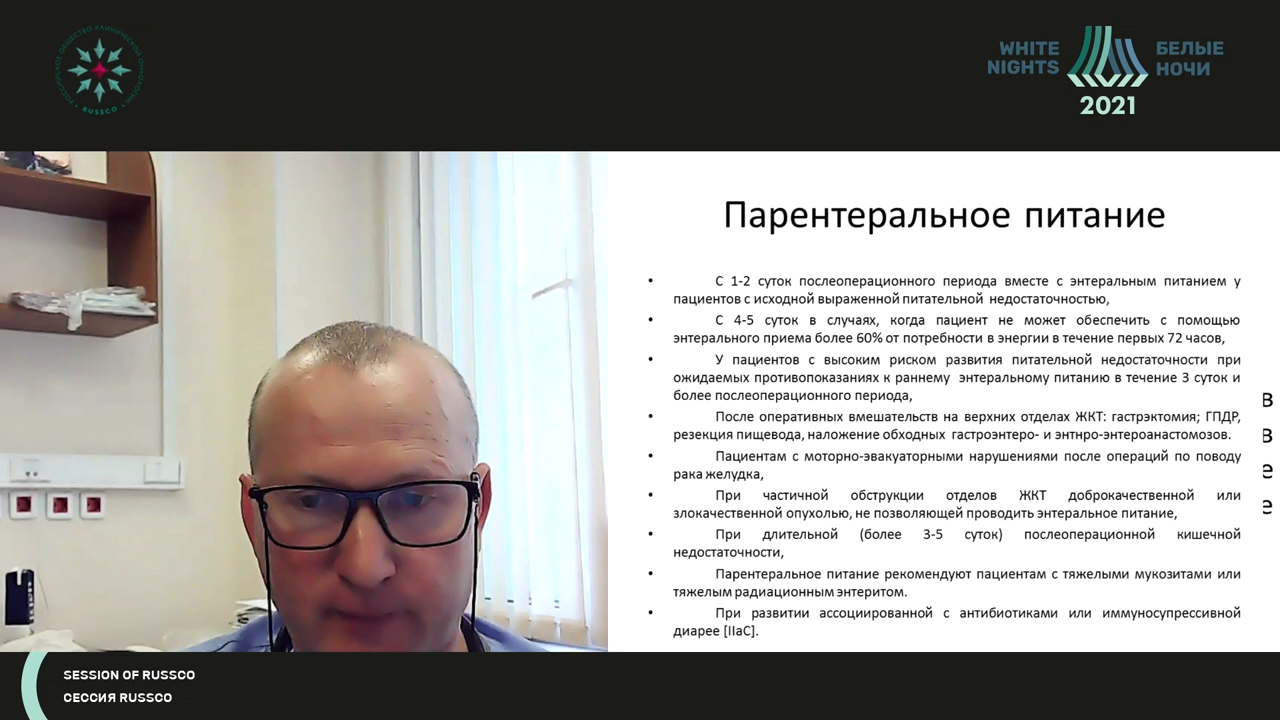 РОССИЙСКОЕ ОБЩЕСТВО КЛИНИЧЕСКОЙ ОНКОЛОГИИ
RUSSCO
WHITE
NIGHTS
БЕЛЫЕ
НОЧИ
2021
Парентеральное питание
• С 1-2 суток послеоперационного периода вместе с энтеральным питанием у
пациентов с исходной выраженной питательной недостаточностью,
• С 4-5 суток в случаях, когда пациент не может обеспечить с помощью
энтерального приема более 60% от потребности в энергии в течение первых 72 часов,
• У пациентов с высоким риском развития питательной недостаточности при
ожидаемых противопоказаниях к раннему энтеральному питанию в течение 3 суток и
более послеоперационного периода,
• После оперативных вмешательств на верхних отделах ЖКТ: гастрэктомия; ГПДР,
резекция пищевода, наложение обходных гастроэнтеро- и энтнро-энтероанастомозов.
• Пациентам с моторно-эвакуаторными нарушениями после операций по поводу
рака желудка,
• При частичной обструкции отделов ЖКТ доброкачественной или
злокачественной опухолью, не позволяющей проводить энтеральное питание,
• При длительной (более 3-5 суток) послеоперационной кишечной
недостаточности,
• Парентеральное питание рекомендуют пациентам с тяжелыми мукозитами или
тяжелым радиационным энтеритом.
• При развитии ассоциированной с антибиотиками или иммуносупрессивной
диарее [IIaC].
в
в
е
е
SESSION OF RUSSCO
СЕССИЯ RUSSCO